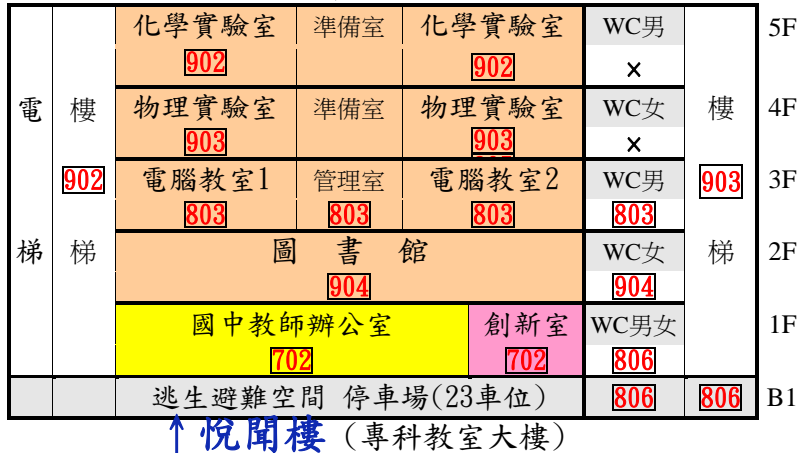 化學實驗室 準備室 化學實驗室 WC男 5F
902 902 ×
電 樓 物理實驗室 準備室 物理實驗室 WC女 樓 4F
903 903 ×
902 電腦教室1 管理室 電腦教室2 WC男 903 3F
803 803 803 803
梯 梯 圖書館 WC女 梯 2F
904 904
國中教師辦公室 創新室 WC男女 1F
702 702 806
逃生避難空間 停車場(23車位) 806 806 B1
↑悅聞樓(專科教室大樓)